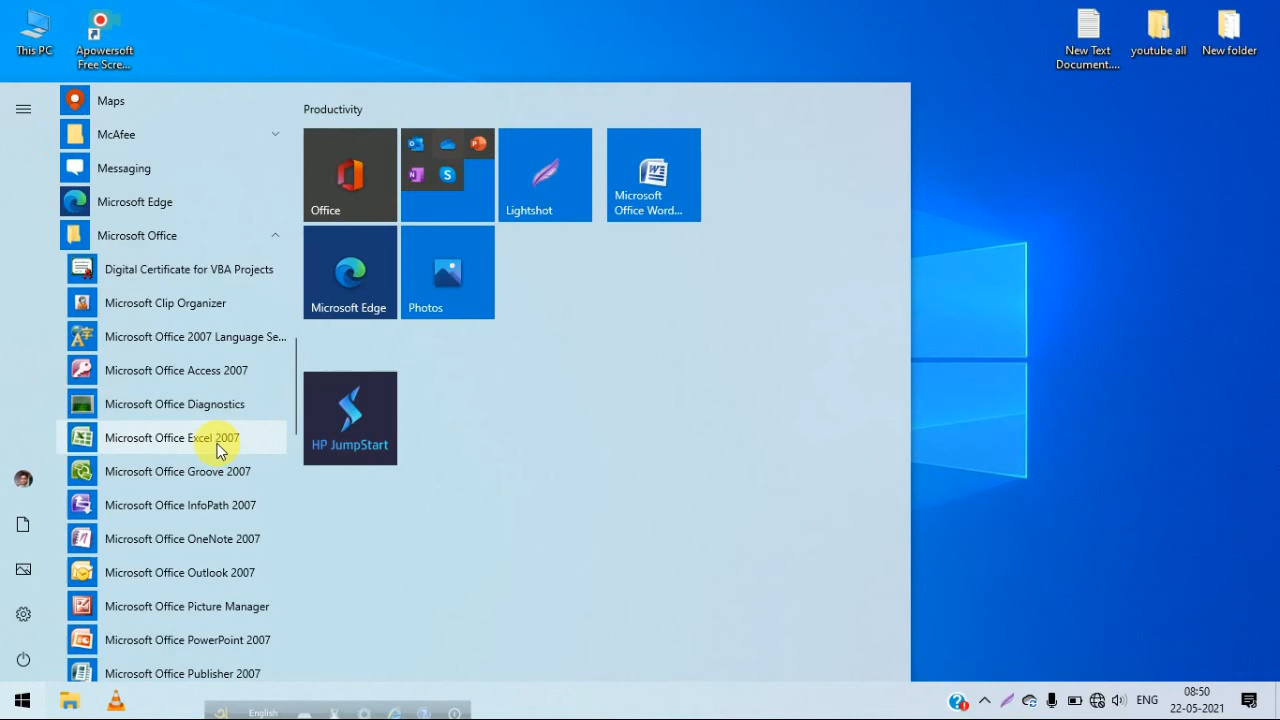 This PC
Apowersoft
Free Scre...
New Text
Document....
youtube all
New folder
Maps
McAfee
Messaging
Microsoft Edge
Microsoft Office
Digital Certificate for VBA Projects
Microsoft Clip Organizer
Microsoft Office 2007 Language Se...
Microsoft Office Access 2007
Microsoft Office Diagnostics
Microsoft Office Excel 2007
Microsoft Office Groove 2007
Microsoft Office InfoPath 2007
Microsoft Office OneNote 2007
Microsoft Office Outlook 2007
Microsoft Office Picture Manager
Microsoft Office PowerPoint 2007
Microsoft Office Publisher 2007
Productivity
Office
Lightshot
Microsoft
Office Word...
Microsoft Edge
Photos
HP JumpStart
English
ENG
08:50
22-05-2021